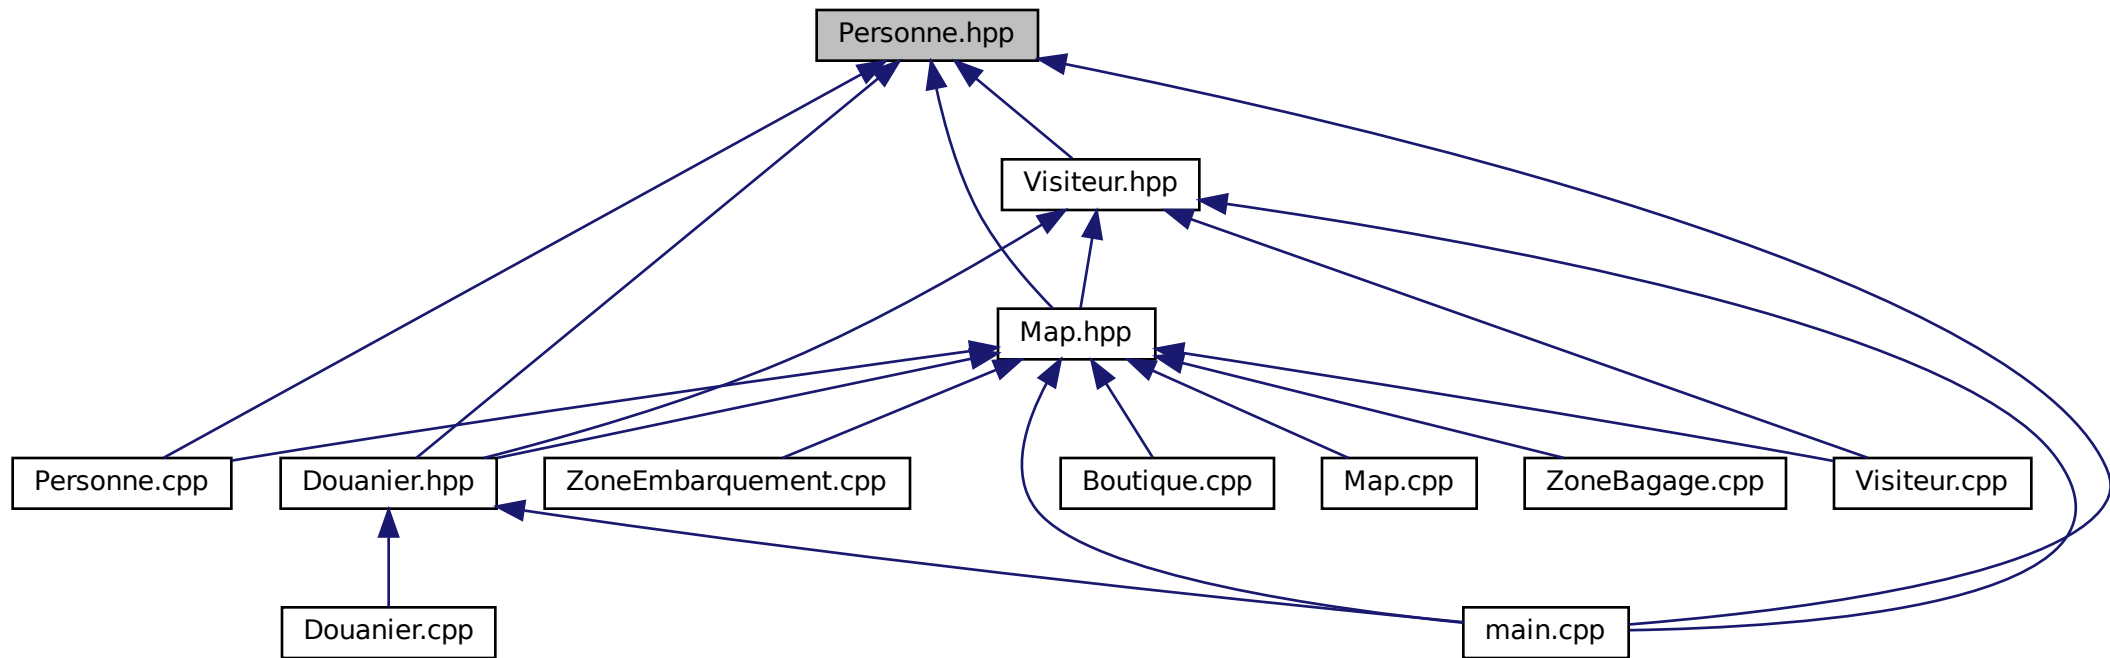 Personne.hpp
Visiteur.hpp
Map.hpp
Personne.cpp
Douanier.hpp
ZoneEmbarquement.cpp
Boutique.cpp
Map.cpp
ZoneBagage.cpp
Visiteur.cpp
Douanier.cpp
main.cpp